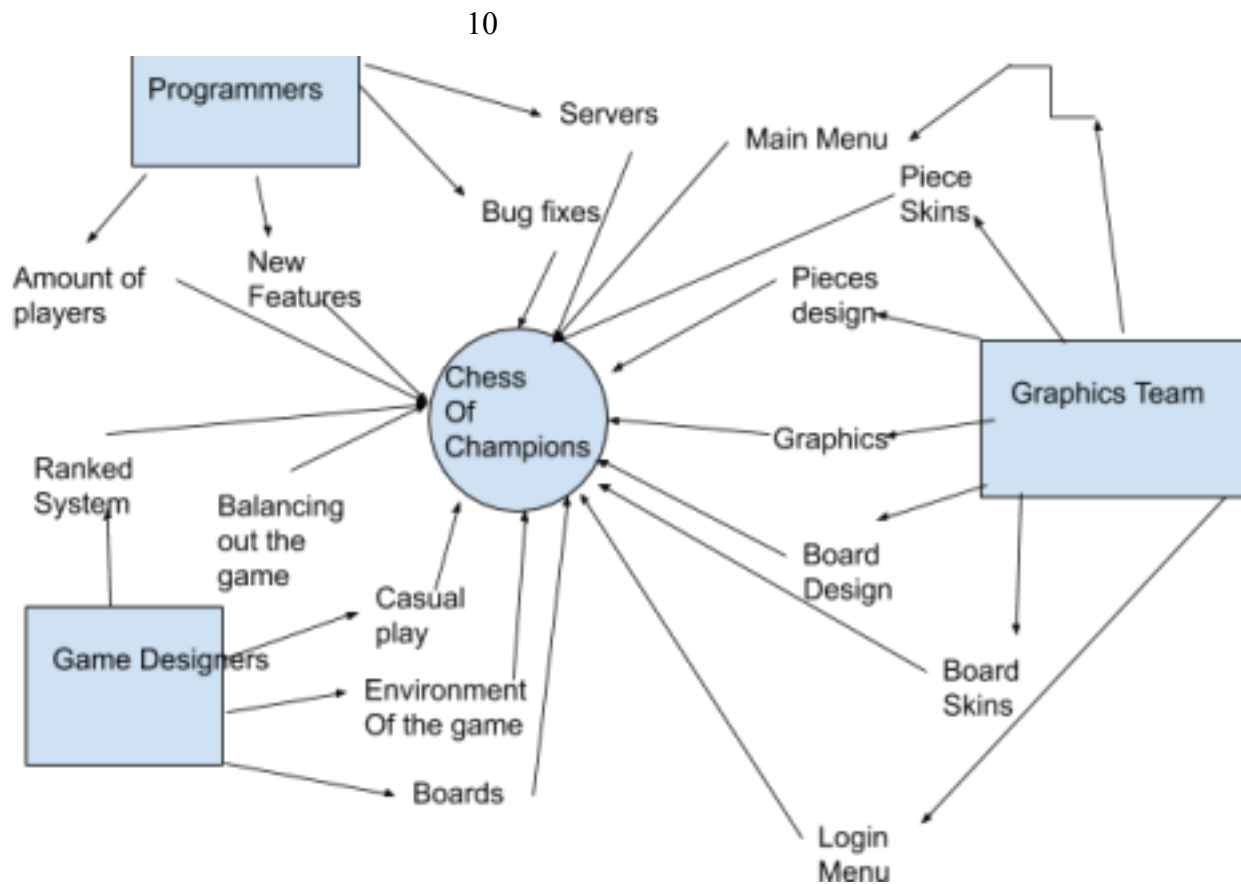 10
Programmers
Servers
Main Menu
Piece
Skins
Bug fixes
New
Features
Amount of
players
Pieces
design
Chess
Of
Champions
Graphics Team
Graphics
Ranked
System
Balancing
out the
game
Board
Design
Casual
play
Game Designers
Environment
Of the game
Board
Skins
Boards
Login
Menu